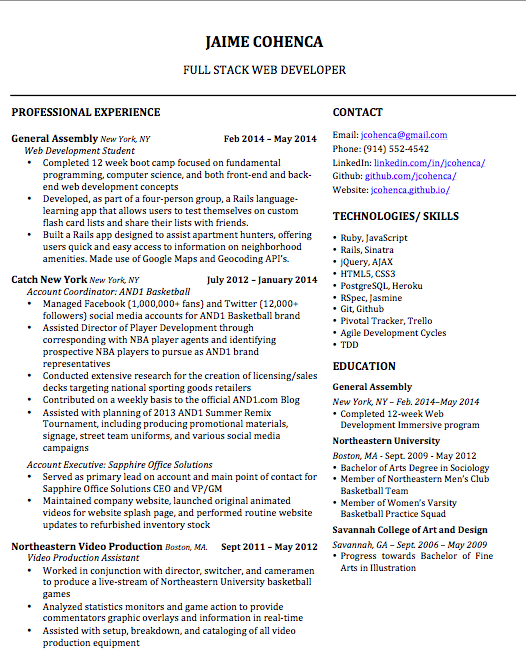 JAIME COHENCA
FULL STACK WEB DEVELOPER
PROFESSIONAL EXPERIENCE
General Assembly New York, NY Feb 2014 – May 2014
Web Development Student
• Completed 12 week boot camp focused on fundamental
programming, computer science, and both front-end and back-
end web development concepts
• Developed, as part of a four-person group, a Rails language-
learning app that allows users to test themselves on custom
flash card lists and share their lists with friends.
• Built a Rails app designed to assist apartment hunters, offering
users quick and easy access to information on neighborhood
amenities. Made use of Google Maps and Geocoding API's.
Catch New York New York, NY July 2012 – January 2014
Account Coordinator: AND1 Basketball
• Managed Facebook (1,000,000+ fans) and Twitter (12,000+
followers) social media accounts for AND1 Basketball brand
• Assisted Director of Player Development through
corresponding with NBA player agents and identifying
prospective NBA players to pursue as AND1 brand
representatives
• Conducted extensive research for the creation of licensing/sales
decks targeting national sporting goods retailers
• Contributed on a weekly basis to the official AND1.com Blog
• Assisted with planning of 2013 AND1 Summer Remix
Tournament, including producing promotional materials,
signage, street team uniforms, and various social media
campaigns
Account Executive: Sapphire Office Solutions
• Served as primary lead on account and main point of contact for
Sapphire Office Solutions CEO and VP/GM
• Maintained company website, launched original animated
videos for website splash page, and performed routine website
updates to refurbished inventory stock
Northeastern Video Production Boston, MA. Sept 2011 – May 2012
Video Production Assistant
• Worked in conjunction with director, switcher, and cameramen
to produce a live-stream of Northeastern University basketball
games
• Analyzed statistics monitors and game action to provide
commentators graphic overlays and information in real-time
• Assisted with setup, breakdown, and cataloging of all video
production equipment
CONTACT
Email: jcohenca@gmail.com
Phone: (914) 552-4542
LinkedIn: linkedin.com/in/jcohenca/
Github: github.com/jcohenca/
Website: jcohenca.github.io/
TECHNOLOGIES/ SKILLS
• Ruby, JavaScript
• Rails, Sinatra
• jQuery, AJAX
• HTML5, CSS3
• PostgreSQL, Heroku
• RSpec, Jasmine
• Git, Github
• Pivotal Tracker, Trello
• Agile Development Cycles
• TDD
EDUCATION
General Assembly
New York, NY – Feb. 2014–May 2014
• Completed 12-week Web
Development Immersive program
Northeastern University
Boston, MA - Sept. 2009 - May 2012
• Bachelor of Arts Degree in Sociology
• Member of Northeastern Men's Club
Basketball Team
• Member of Women's Varsity
Basketball Practice Squad
Savannah College of Art and Design
Savannah, GA – Sept. 2006 – May 2009
• Progress towards Bachelor of Fine
Arts in Illustration